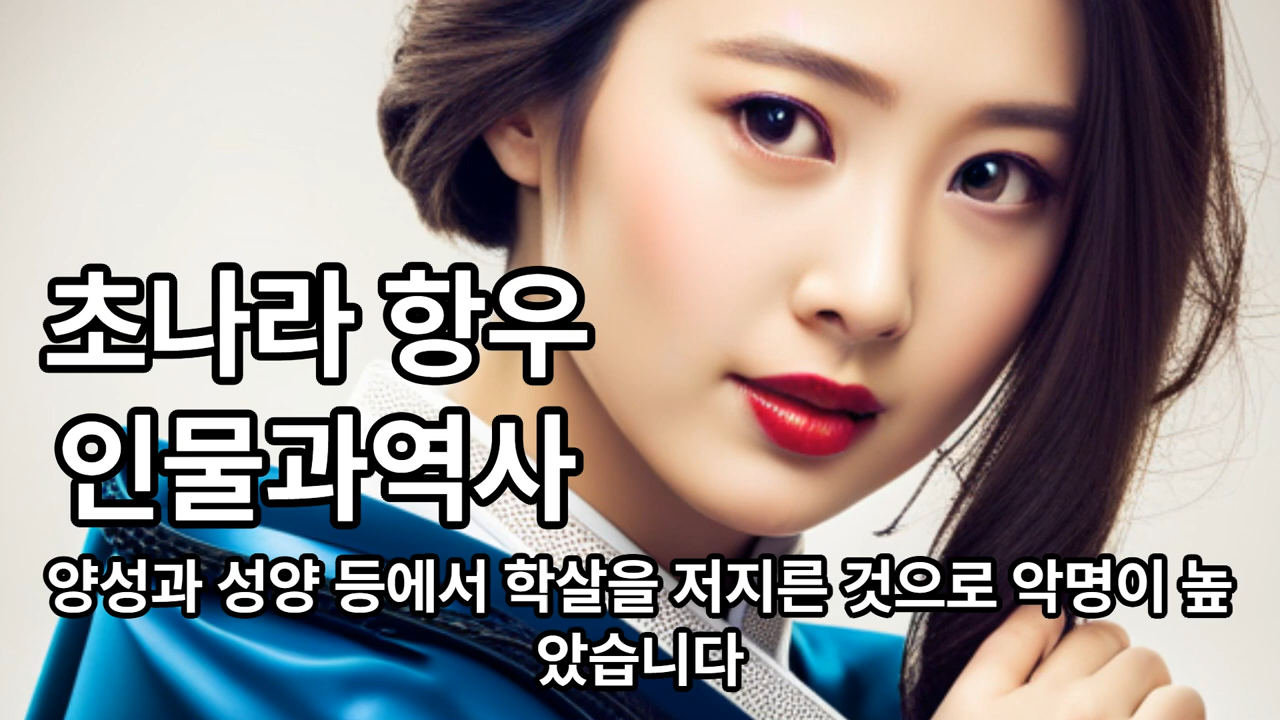 초나라 항우
인물과역사
양성과 성양 등에서 학살을 저지른 것으로 악명이 높
았습니다